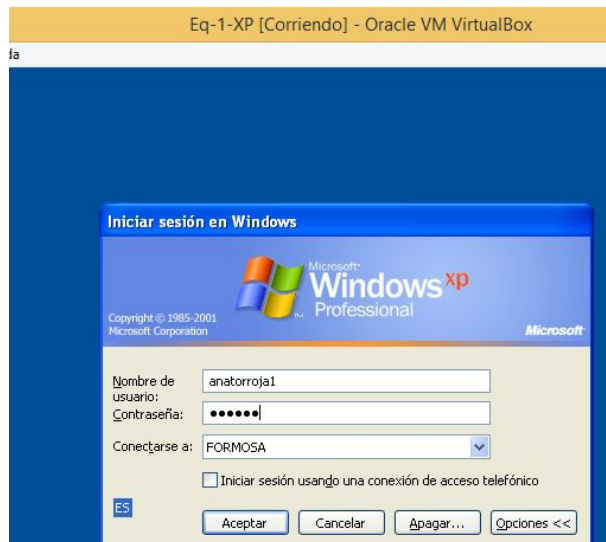 Eq-1-XP [Corriendo] - Oracle VM VirtualBox
da
Iniciar sesión en Windows
Microsoft®
Windows xp
Professional
Copyright © 1985-2001
Microsoft Corporation
Microsoft
Nombre de usuario:
anatorroja1
Contraseña:
●●●●●●
Conectarse a:
FORMOSA
Iniciar sesión usando una conexión de acceso telefónico
ES
Aceptar
Cancelar
Apagar...
Opciones <<